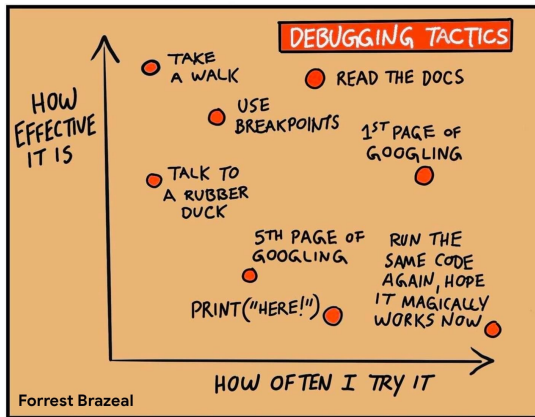 DEBUGGING TACTICS
HOW
EFFECTIVE
IT IS
TAKE
A WALK
READ THE DOCS
USE
BREAKPOINTS
1ST PAGE OF
GOOGLING
TALK TO
A RUBBER
DUCK
5TH PAGE OF
GOOGLING
RUN THE
SAME CODE
AGAIN, HOPE
IT MAGICALLY
WORKS NOW
PRINT("HERE!")
HOW OFTEN I TRY IT
Forrest Brazeal